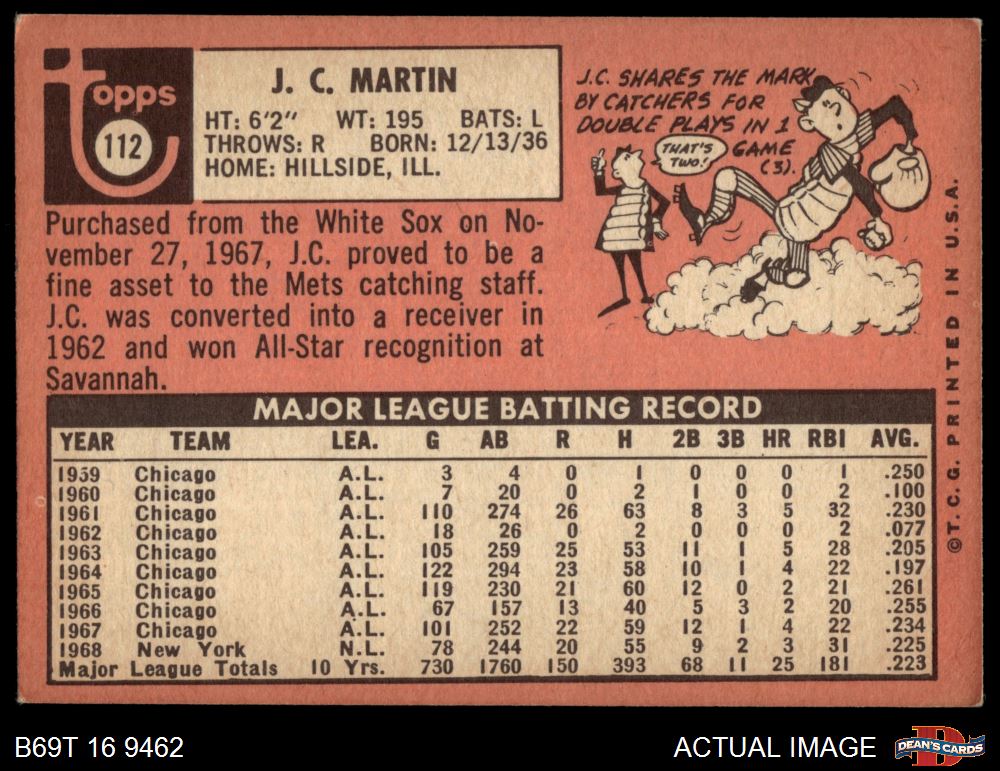 Topps
112
J. C. MARTIN
HT: 6'2" WT: 195 BATS: L
THROWS: R BORN: 12/13/36
HOME: HILLSIDE, ILL.
Purchased from the White Sox on No-
vember 27, 1967, J.C. proved to be a
fine asset to the Mets catching staff.
J.C. was converted into a receiver in
1962 and won All-Star recognition at
Savannah.
J.C. SHARES THE MARK
BY CATCHERS FOR
DOUBLE PLAYS IN 1
GAME
(3).
THAT'S
TWO!
MAJOR LEAGUE BATTING RECORD
YEAR TEAM LEA. G AB R H 2B 3B HR RBI AVG.
1959 Chicago A.L. 3 4 0 1 0 0 0 1 .250
1960 Chicago A.L. 7 20 0 2 1 0 0 2 .100
1961 Chicago A.L. 110 274 26 63 8 3 5 32 .230
1962 Chicago A.L. 18 26 0 2 0 0 0 2 .077
1963 Chicago A.L. 105 259 25 53 11 1 5 28 .205
1964 Chicago A.L. 122 294 23 58 10 1 4 22 .197
1965 Chicago A.L. 119 230 21 60 12 0 2 21 .261
1966 Chicago A.L. 67 157 13 40 5 3 2 20 .255
1967 Chicago A.L. 101 252 22 59 12 1 4 22 .234
1968 New York N.L. 78 244 20 55 9 2 3 31 .225
Major League Totals 10 Yrs. 730 1760 150 393 68 11 25 181 .223
©T.C.G. PRINTED IN U.S.A.
B69T 16 9462
ACTUAL IMAGE
D
DEAN'S CARDS